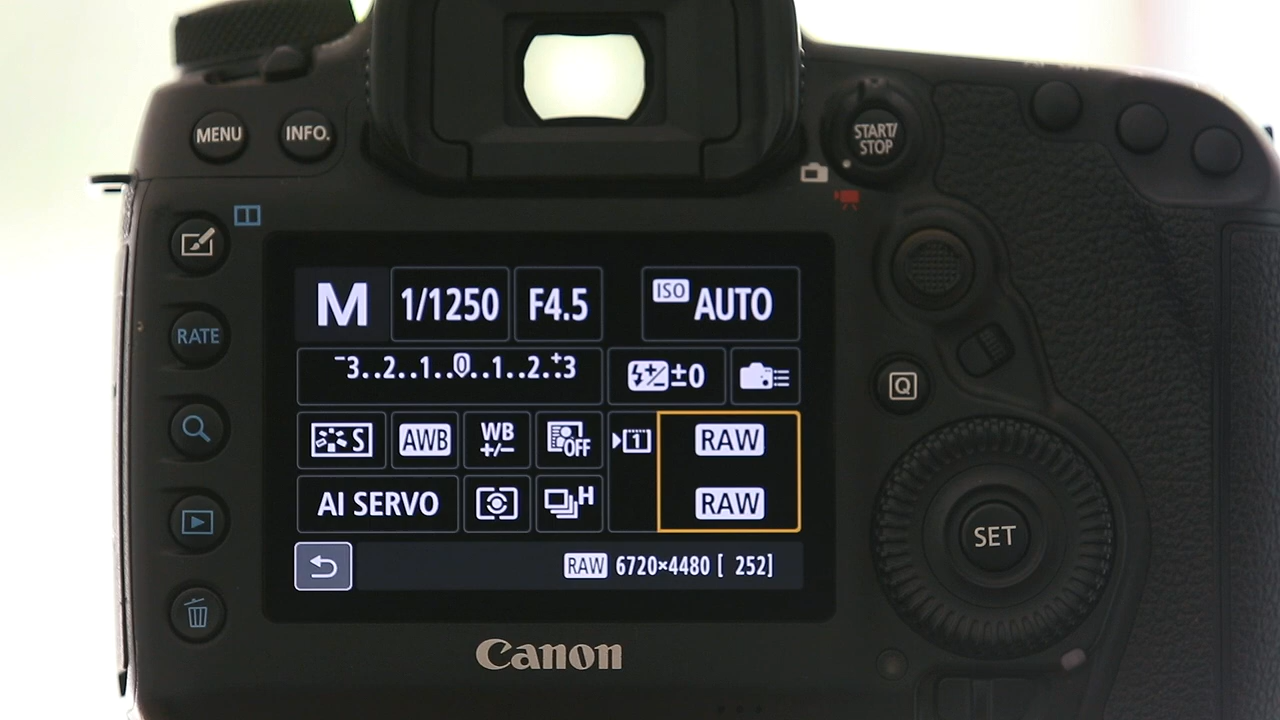 MENU INFO.
START/
STOP
RATE
M 1/1250 F4.5 ISO AUTO
-3..2..1..0..1..2..+3 ±0
S AWB WB
+/- OFF 1 RAW
AI SERVO H RAW
RAW 6720×4480 [ 252]
Q
SET
Canon